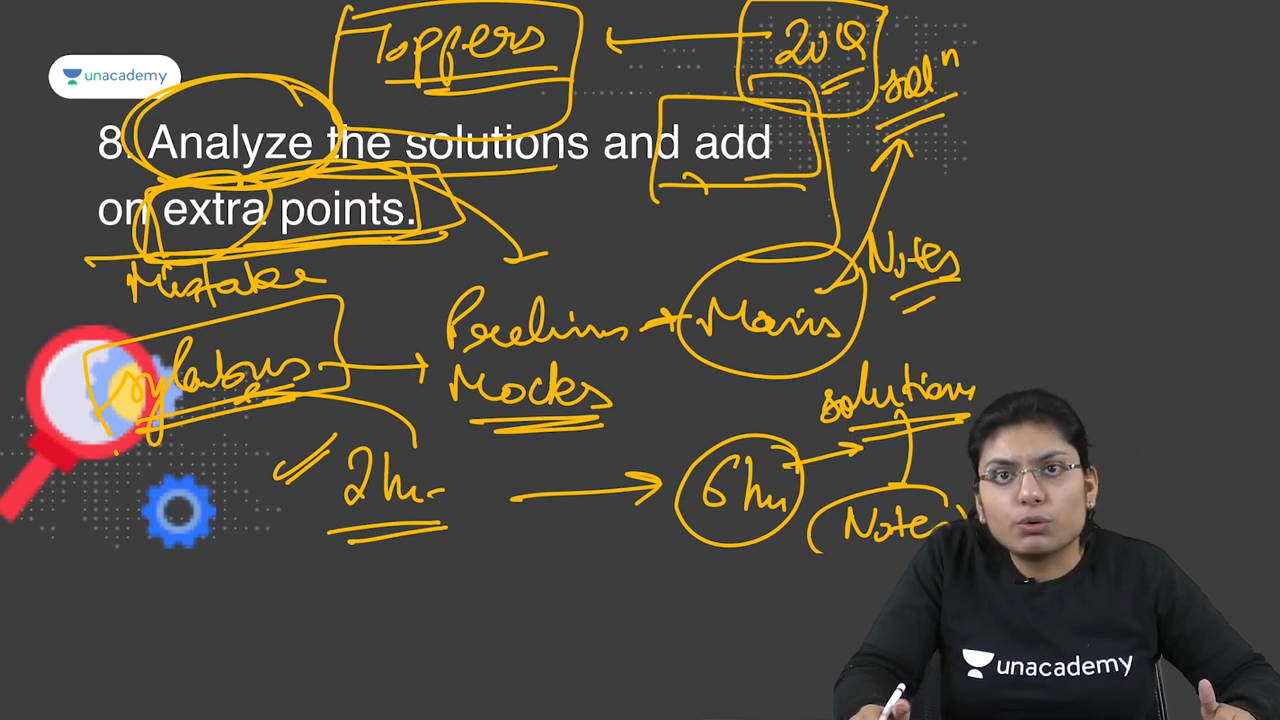 Toppers
20Q
solⁿ
unacademy
8. Analyze the solutions and add
on extra points.
Mistake
Notes
Prelims
Mains
syllabus
Mocks
solutions
2hr
6hr
Notes
unacademy